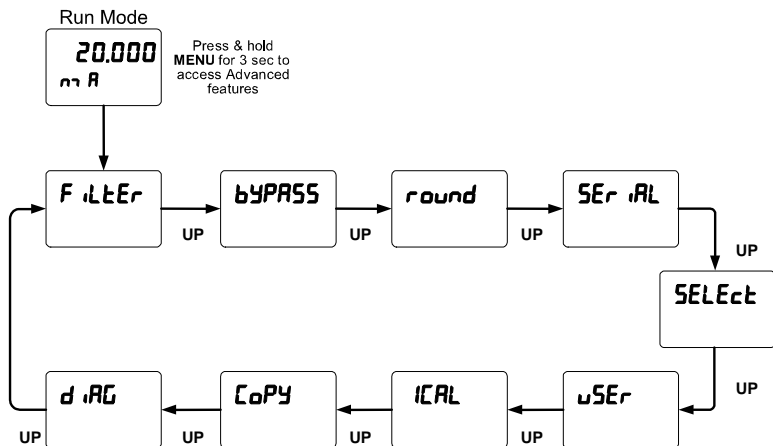 Run Mode
20.000
mA
Press & hold
MENU for 3 sec to
access Advanced
features
FiLtEr
UP
bYPASS
UP
round
UP
SEriAL
UP
SELEct
UP
uSEr
UP
ICAL
UP
CoPY
UP
diAG
UP